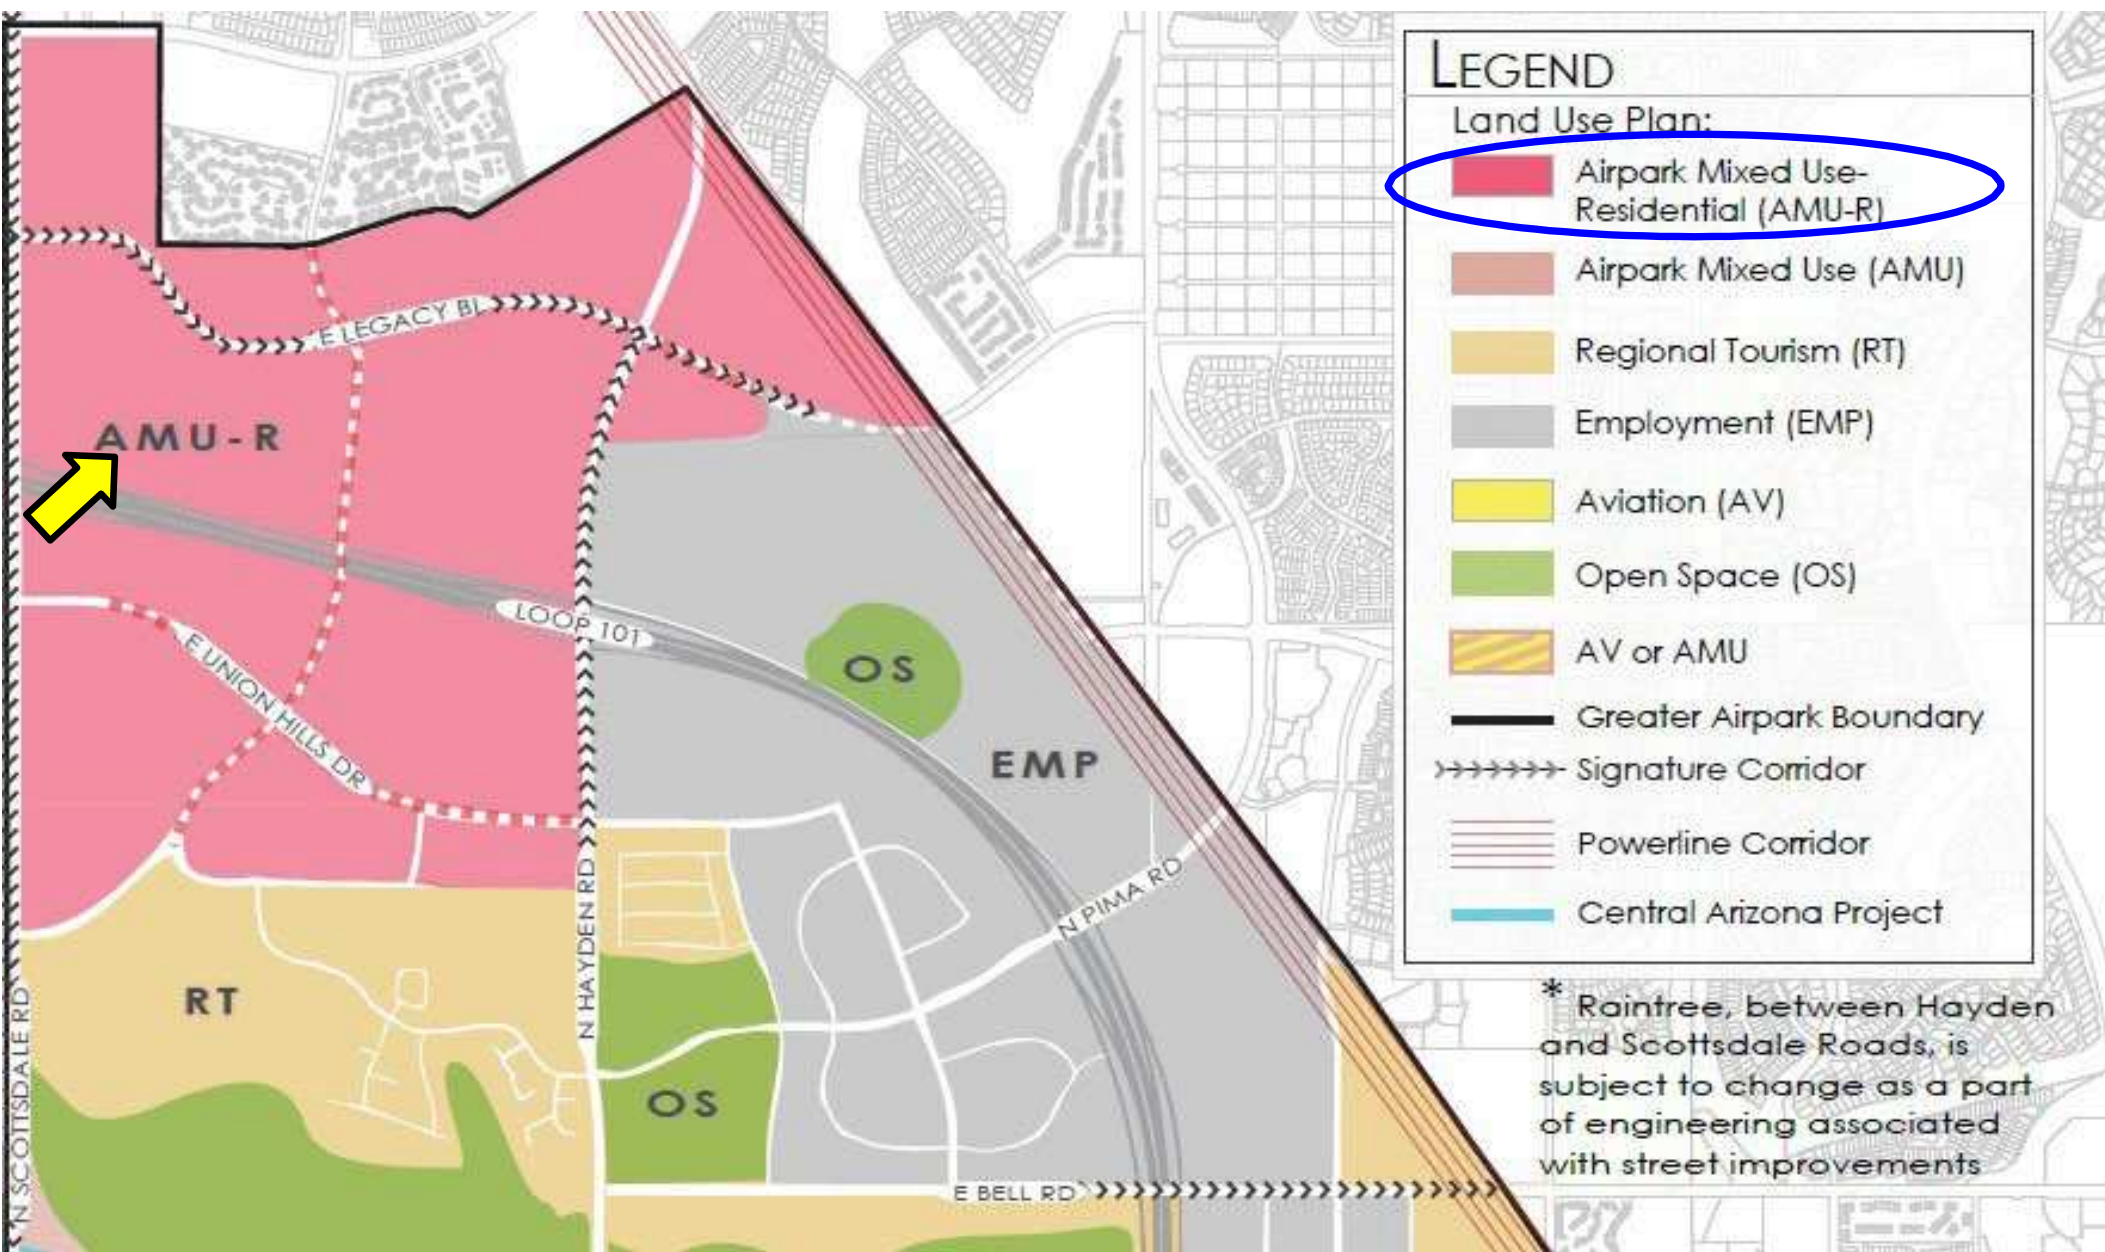 LEGEND
Land Use Plan:
Airpark Mixed Use-
Residential (AMU-R)
Airpark Mixed Use (AMU)
Regional Tourism (RT)
Employment (EMP)
Aviation (AV)
Open Space (OS)
AV or AMU
Greater Airpark Boundary
Signature Corridor
Powerline Corridor
Central Arizona Project
* Raintree, between Hayden
and Scottsdale Roads, is
subject to change as a part
of engineering associated
with street improvements
E LEGACY BL
AMU-R
LOOP 101
E UNION HILLS DR
OS
EMP
N HAYDEN RD
N PIMA RD
RT
N SCOTTSDALE RD
OS
E BELL RD